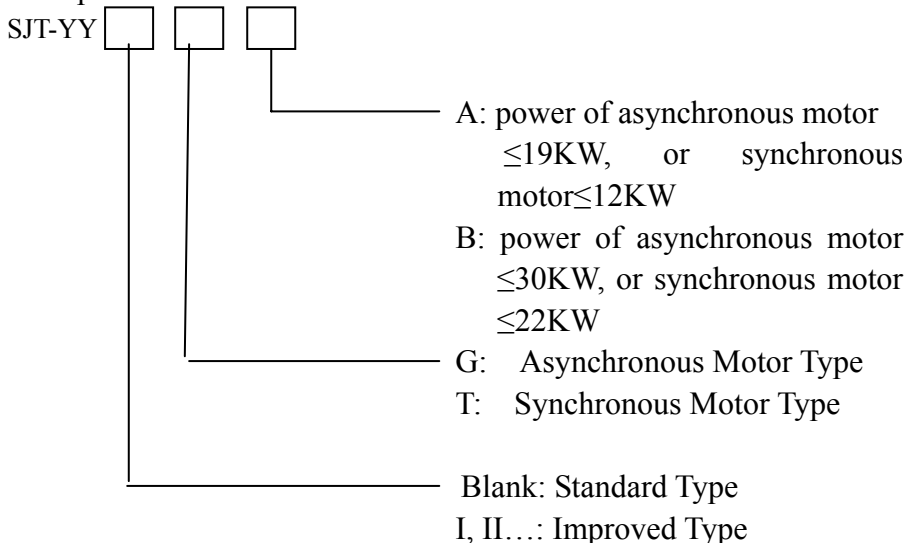 SJT-YY
A: power of asynchronous motor
≤19KW, or synchronous
motor≤12KW
B: power of asynchronous motor
≤30KW, or synchronous motor
≤22KW
G: Asynchronous Motor Type
T: Synchronous Motor Type
Blank: Standard Type
I, II…: Improved Type